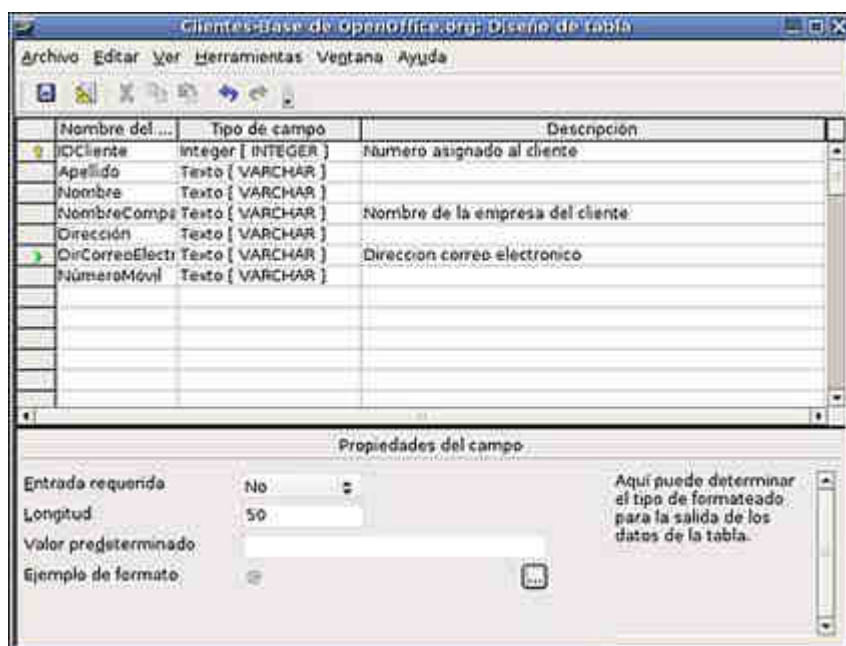 Clientes-Base de OpenOffice.org: Diseño de tabla
Archivo Editar Ver Herramientas Ventana Ayuda
Nombre del ... Tipo de campo Descripción
IDCliente Integer [ INTEGER ] Numero asignado al cliente
Apellido Texto [ VARCHAR ]
Nombre Texto [ VARCHAR ]
NombreCompa Texto [ VARCHAR ] Nombre de la empresa del cliente
Dirección Texto [ VARCHAR ]
DirCorreoElectr Texto [ VARCHAR ] Direccion correo electronico
NúmeroMóvil Texto [ VARCHAR ]
Propiedades del campo
Entrada requerida No
Longitud 50
Valor predeterminado
Ejemplo de formato @ ...
Aquí puede determinar
el tipo de formateado
para la salida de los
datos de la tabla.